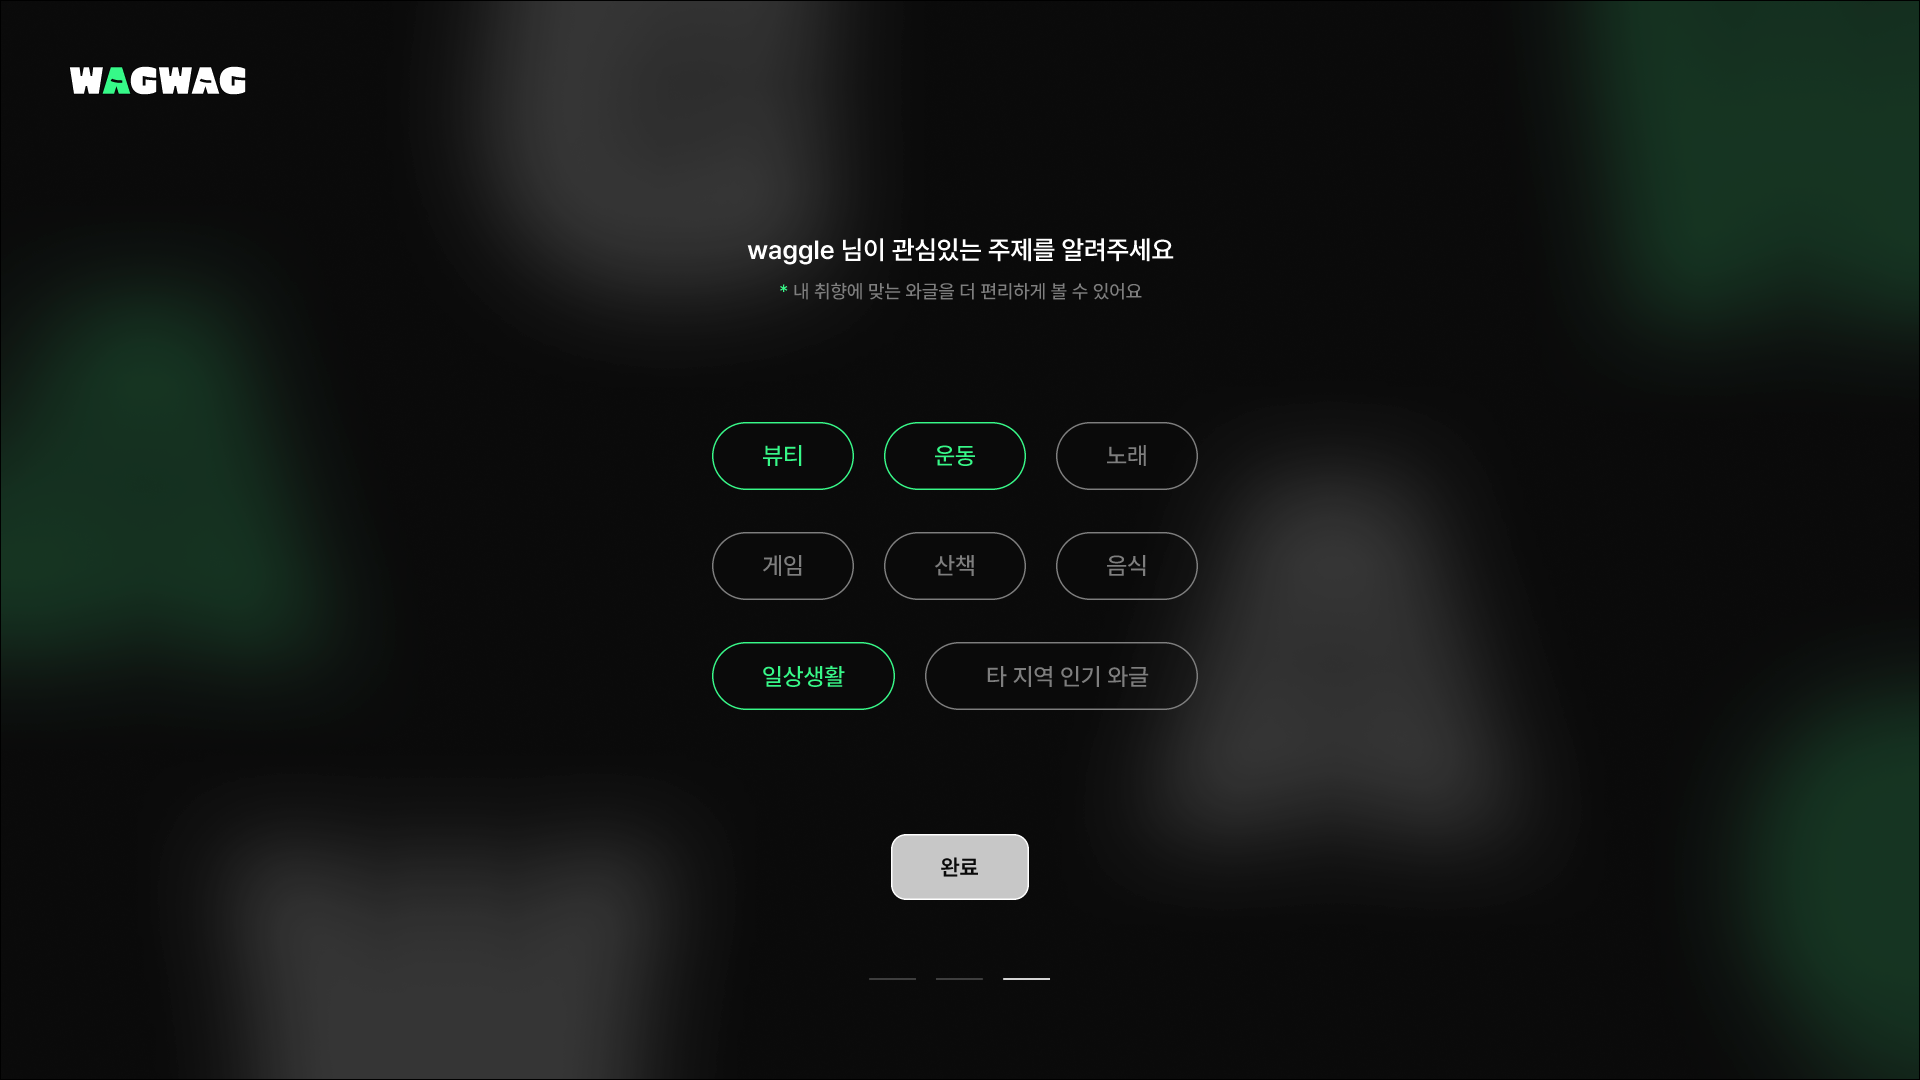 WAGWAG
waggle 님이 관심있는 주제를 알려주세요
* 내 취향에 맞는 와글을 더 편리하게 볼 수 있어요
뷰티 운동 노래
게임 산책 음식
일상생활 타 지역 인기 와글
완료